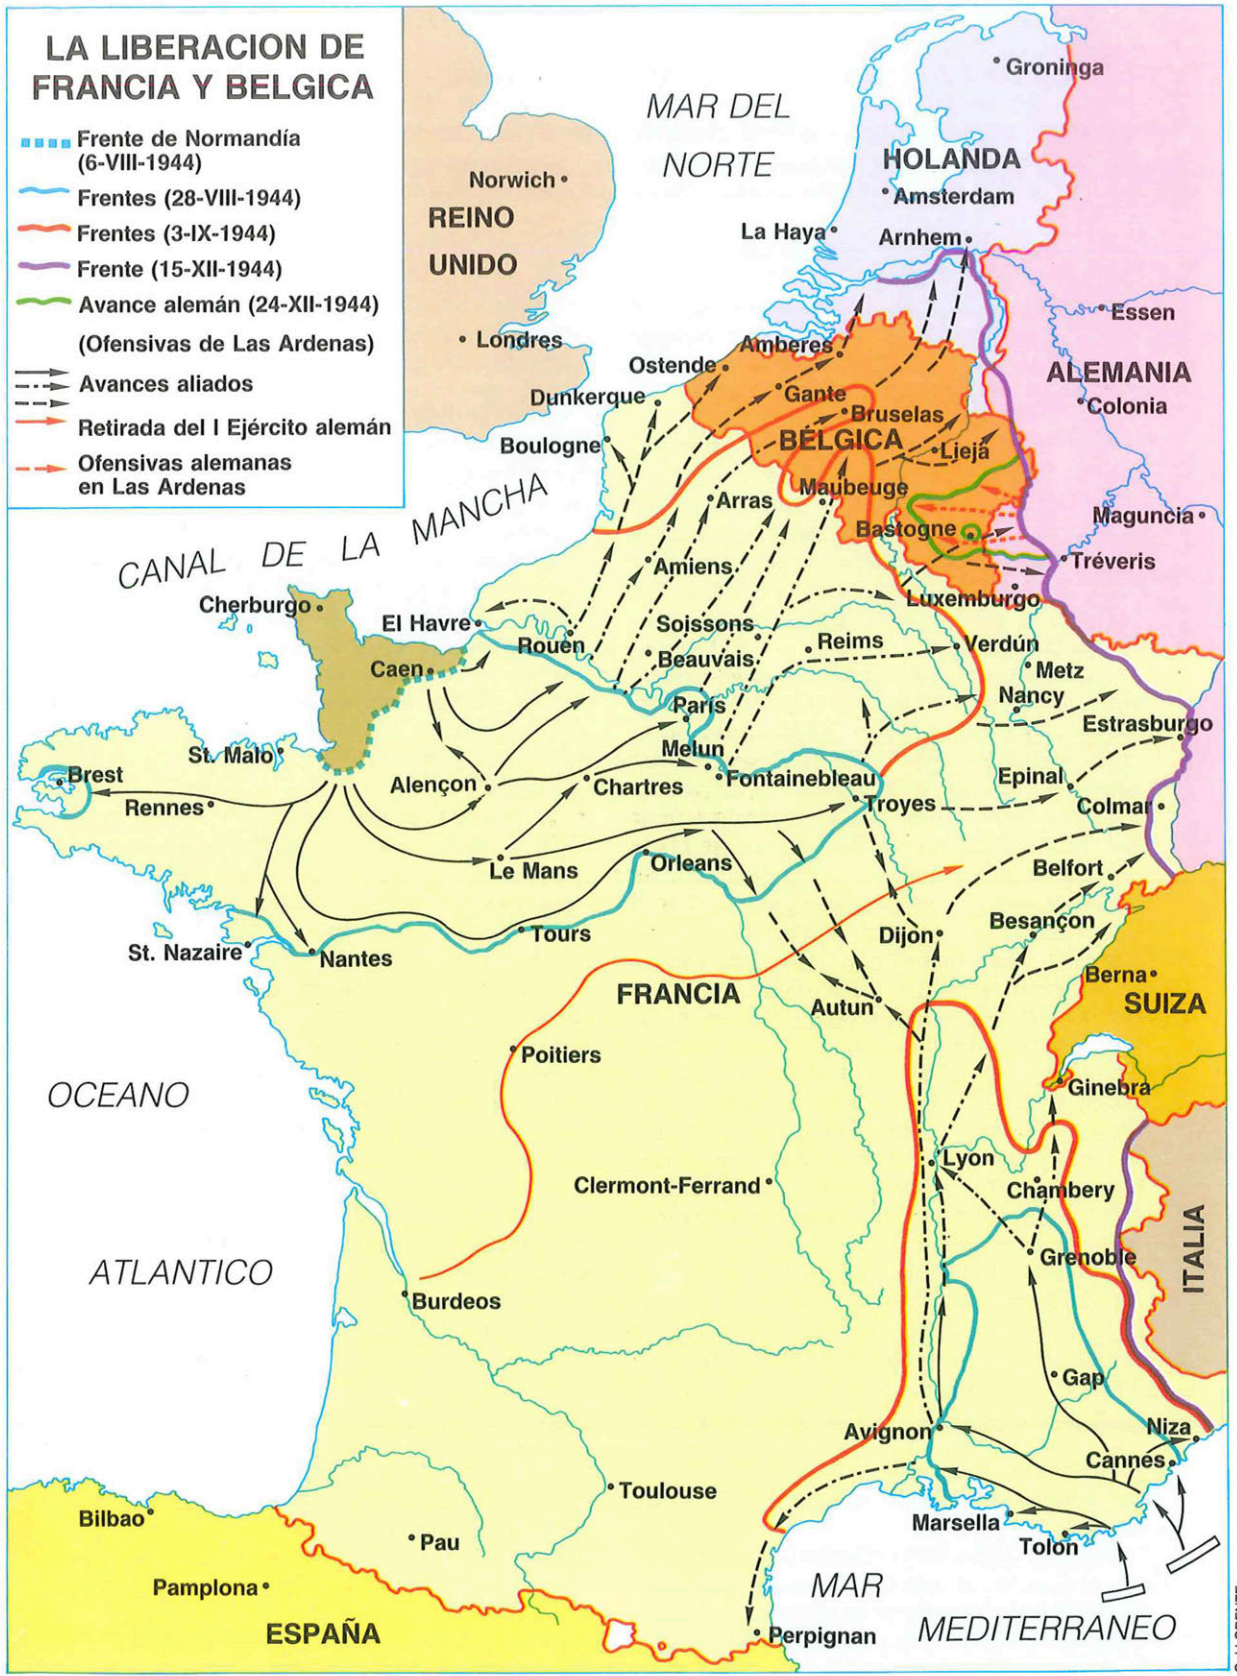 LA LIBERACION DE
FRANCIA Y BELGICA
Frente de Normandía
(6-VIII-1944)
Frentes (28-VIII-1944)
Frentes (3-IX-1944)
Frente (15-XII-1944)
Avance alemán (24-XII-1944)
(Ofensivas de Las Ardenas)
Avances aliados
Retirada del I Ejército alemán
Ofensivas alemanas
en Las Ardenas
MAR DEL
NORTE
Groninga
HOLANDA
Amsterdam
La Haya
Arnhem
Norwich
REINO
UNIDO
Londres
Essen
ALEMANIA
Colonia
Amberes
Ostende
Gante
Dunkerque
Bruselas
BÉLGICA
Boulogne
Lieja
Maubeuge
Arras
Bastogne
Maguncia
CANAL DE LA MANCHA
Amiens
Tréveris
Luxemburgo
Cherburgo
El Havre
Rouen
Soissons
Reims
Verdún
Caen
Beauvais
Metz
París
Nancy
Estrasburgo
St. Malo
Melun
Brest
Alençon
Chartres
Fontainebleau
Epinal
Rennes
Troyes
Colmar
Le Mans
Orleans
Belfort
St. Nazaire
Nantes
Tours
Dijon
Besançon
Berna
SUIZA
FRANCIA
Autun
Poitiers
OCEANO
Ginebra
Lyon
Clermont-Ferrand
Chambery
ATLANTICO
Grenoble
ITALIA
Burdeos
Gap
Avignon
Niza
Cannes
Toulouse
Marsella
Tolon
Bilbao
Pau
Pamplona
MAR
MEDITERRANEO
ESPAÑA
Perpignan